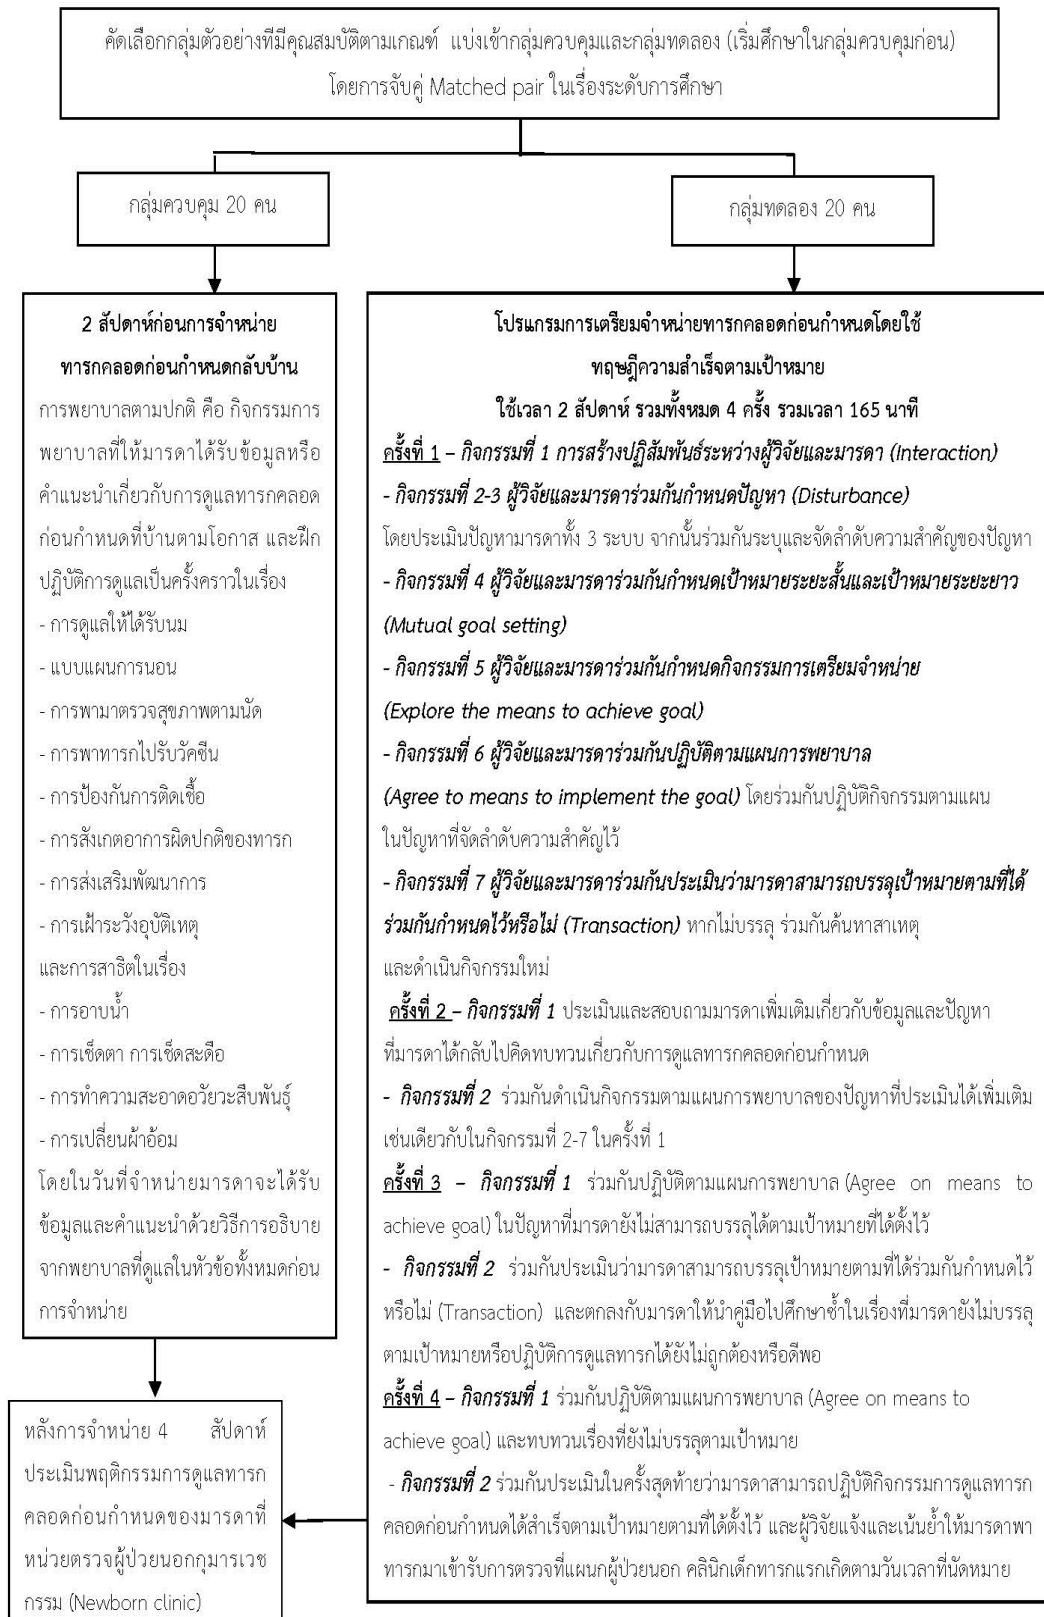 คัดเลือกกลุ่มตัวอย่างที่มีคุณสมบัติตามเกณฑ์ แบ่งเข้ากลุ่มควบคุมและกลุ่มทดลอง (เริ่มศึกษาในกลุ่มควบคุมก่อน)
โดยการจับคู่ Matched pair ในเรื่องระดับการศึกษา
กลุ่มควบคุม 20 คน
กลุ่มทดลอง 20 คน
2 สัปดาห์ก่อนการจำหน่าย
ทารกคลอดก่อนกำหนดกลับบ้าน
การพยาบาลตามปกติ คือ กิจกรรมการ
พยาบาลที่ให้มารดาได้รับข้อมูลหรือ
คำแนะนำเกี่ยวกับการดูแลทารกคลอด
ก่อนกำหนดที่บ้านตามโอกาส และฝึก
ปฏิบัติการดูแลเป็นครั้งคราวในเรื่อง
- การดูแลให้ได้รับนม
- แบบแผนการนอน
- การพามาตรวจสุขภาพตามนัด
- การพาทารกไปรับวัคซีน
- การป้องกันการติดเชื้อ
- การสังเกตอาการผิดปกติของทารก
- การส่งเสริมพัฒนาการ
- การเฝ้าระวังอุบัติเหตุ
และการสาธิตในเรื่อง
- การอาบน้ำ
- การเช็ดตา การเช็ดสะดือ
- การทำความสะอาดอวัยวะสืบพันธุ์
- การเปลี่ยนผ้าอ้อม
โดยในวันที่จำหน่ายมารดาจะได้รับ
ข้อมูลและคำแนะนำด้วยวิธีการอธิบาย
จากพยาบาลที่ดูแลในหัวข้อทั้งหมดก่อน
การจำหน่าย
โปรแกรมการเตรียมจำหน่ายทารกคลอดก่อนกำหนดโดยใช้
ทฤษฎีความสำเร็จตามเป้าหมาย
ใช้เวลา 2 สัปดาห์ รวมทั้งหมด 4 ครั้ง รวมเวลา 165 นาที
ครั้งที่ 1 – กิจกรรมที่ 1 การสร้างปฏิสัมพันธ์ระหว่างผู้วิจัยและมารดา (Interaction)
- กิจกรรมที่ 2-3 ผู้วิจัยและมารดาร่วมกันกำหนดปัญหา (Disturbance)
โดยประเมินปัญหามารดาทั้ง 3 ระบบ จากนั้นร่วมกันระบุและจัดลำดับความสำคัญของปัญหา
- กิจกรรมที่ 4 ผู้วิจัยและมารดาร่วมกันกำหนดเป้าหมายระยะสั้นและเป้าหมายระยะยาว
(Mutual goal setting)
- กิจกรรมที่ 5 ผู้วิจัยและมารดาร่วมกันกำหนดกิจกรรมการเตรียมจำหน่าย
(Explore the means to achieve goal)
- กิจกรรมที่ 6 ผู้วิจัยและมารดาร่วมกันปฏิบัติตามแผนการพยาบาล
(Agree to means to implement the goal) โดยร่วมกันปฏิบัติกิจกรรมตามแผน
ในปัญหาที่จัดลำดับความสำคัญไว้
- กิจกรรมที่ 7 ผู้วิจัยและมารดาร่วมกันประเมินว่ามารดาสามารถบรรลุเป้าหมายตามที่ได้
ร่วมกันกำหนดไว้หรือไม่ (Transaction) หากไม่บรรลุ ร่วมกันค้นหาสาเหตุ
และดำเนินกิจกรรมใหม่
ครั้งที่ 2 – กิจกรรมที่ 1 ประเมินและสอบถามมารดาเพิ่มเติมเกี่ยวกับข้อมูลและปัญหา
ที่มารดาได้กลับไปคิดทบทวนเกี่ยวกับการดูแลทารกคลอดก่อนกำหนด
- กิจกรรมที่ 2 ร่วมกันดำเนินกิจกรรมตามแผนการพยาบาลของปัญหาที่ประเมินได้เพิ่มเติม
เช่นเดียวกับในกิจกรรมที่ 2-7 ในครั้งที่ 1
ครั้งที่ 3 – กิจกรรมที่ 1 ร่วมกันปฏิบัติตามแผนการพยาบาล (Agree on means to
achieve goal) ในปัญหาที่มารดายังไม่สามารถบรรลุได้ตามเป้าหมายที่ได้ตั้งไว้
- กิจกรรมที่ 2 ร่วมกันประเมินว่ามารดาสามารถบรรลุเป้าหมายตามที่ได้ร่วมกันกำหนดไว้
หรือไม่ (Transaction) และตกลงกับมารดาให้นำคู่มือไปศึกษาซ้ำในเรื่องที่มารดายังไม่บรรลุ
ตามเป้าหมายหรือปฏิบัติการดูแลทารกได้ยังไม่ถูกต้องหรือดีพอ
ครั้งที่ 4 – กิจกรรมที่ 1 ร่วมกันปฏิบัติตามแผนการพยาบาล (Agree on means to
achieve goal) และทบทวนเรื่องที่ยังไม่บรรลุตามเป้าหมาย
- กิจกรรมที่ 2 ร่วมกันประเมินในครั้งสุดท้ายว่ามารดาสามารถปฏิบัติกิจกรรมการดูแลทารก
คลอดก่อนกำหนดได้สำเร็จตามเป้าหมายตามที่ได้ตั้งไว้ และผู้วิจัยแจ้งและเน้นย้ำให้มารดาพา
ทารกมาเข้ารับการตรวจที่แผนกผู้ป่วยนอก คลินิกเด็กทารกแรกเกิดตามวันเวลาที่นัดหมาย
หลังการจำหน่าย 4 สัปดาห์
ประเมินพฤติกรรมการดูแลทารก
คลอดก่อนกำหนดของมารดาที่
หน่วยตรวจผู้ป่วยนอกกุมารเวช
กรรม (Newborn clinic)